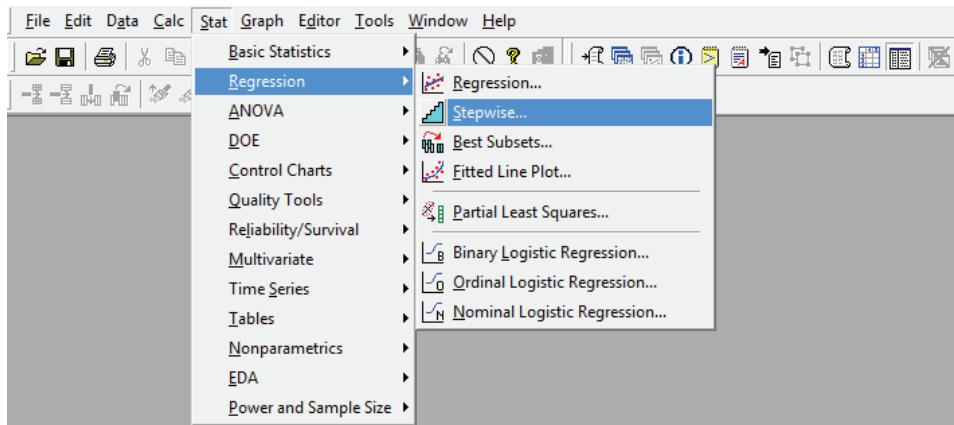 File Edit Data Calc Stat Graph Editor Tools Window Help
Basic Statistics
Regression
ANOVA
DOE
Control Charts
Quality Tools
Reliability/Survival
Multivariate
Time Series
Tables
Nonparametrics
EDA
Power and Sample Size
Regression...
Stepwise...
Best Subsets...
Fitted Line Plot...
Partial Least Squares...
Binary Logistic Regression...
Ordinal Logistic Regression...
Nominal Logistic Regression...